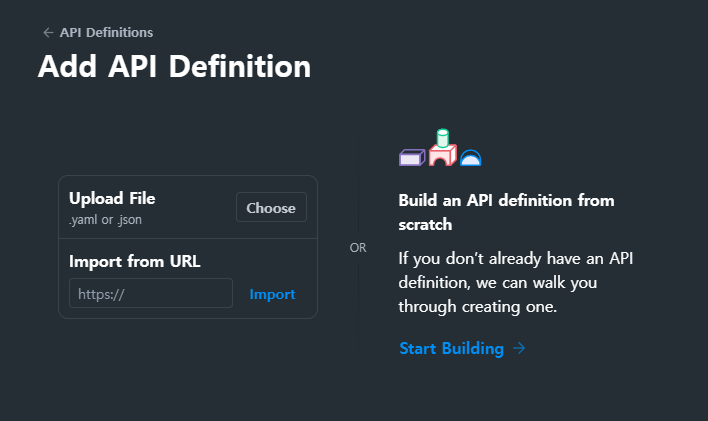 ← API Definitions
Add API Definition
Upload File
.yaml or .json
Choose
Import from URL
https://
Import
OR
Build an API definition from
scratch
If you don’t already have an API
definition, we can walk you
through creating one.
Start Building →